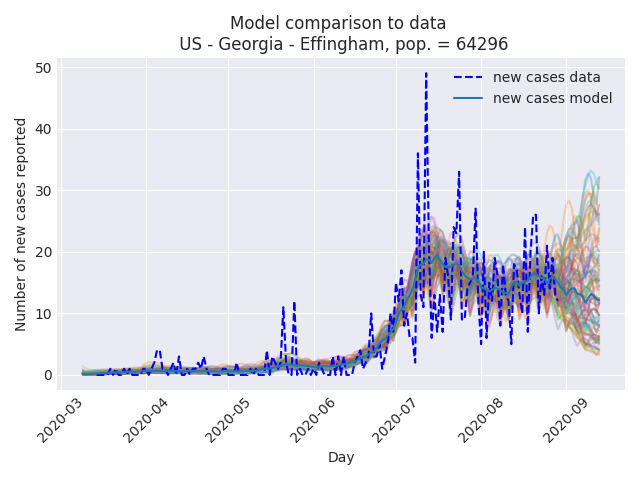 Model comparison to data
US - Georgia - Effingham, pop. = 64296
Number of new cases reported
50
40
30
20
10
0
new cases data
new cases model
2020-03
2020-04
2020-05
2020-06
2020-07
2020-08
2020-09
Day